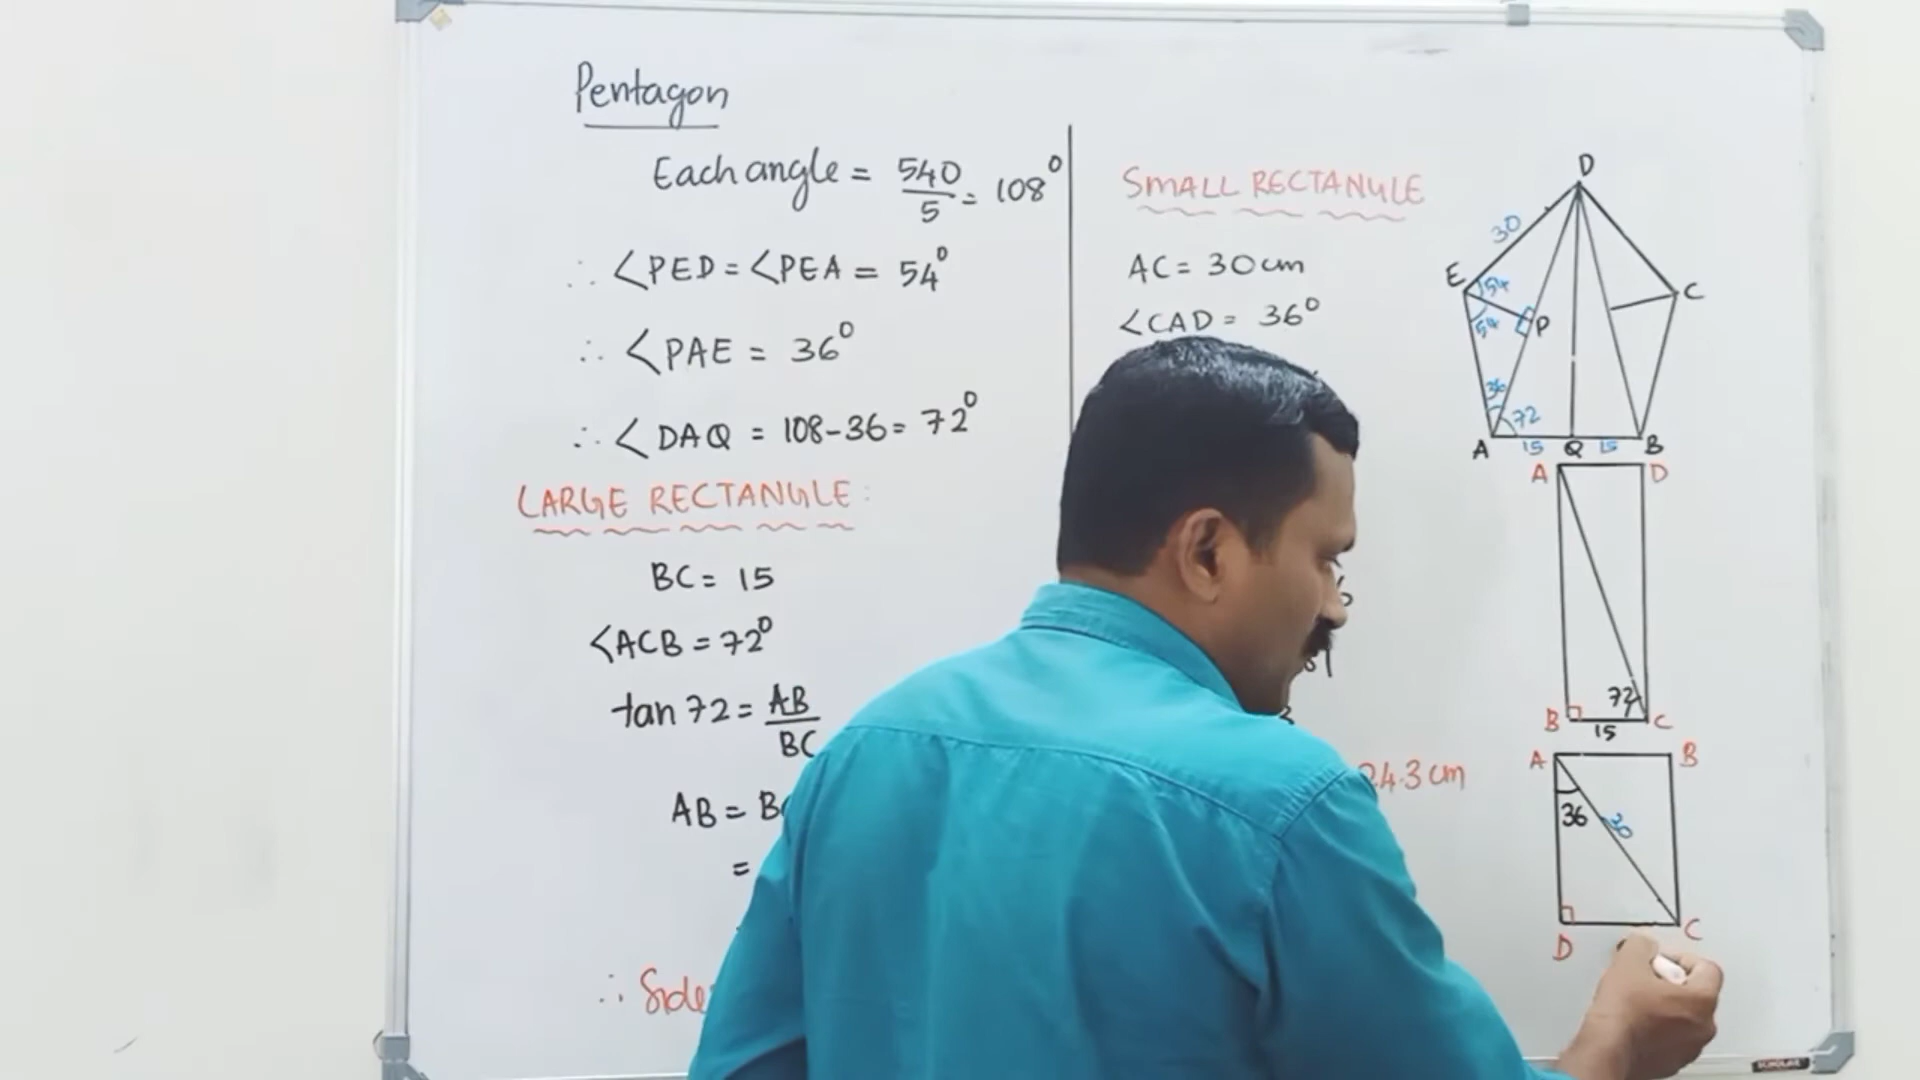 Pentagon
Each angle = 540/5 = 108°
∴ ∠PED = ∠PEA = 54°
∴ ∠PAE = 36°
∴ ∠DAQ = 108-36 = 72°
LARGE RECTANGLE:
BC = 15
∠ACB = 72°
tan 72 = AB/BC
AB =
=
∴ Side
SMALL RECTANGLE
AC = 30cm
∠CAD = 36°
24.3 cm
D
30
E
54
54
P
C
36
72
A
15
Q
15
B
A
D
72
B
15
C
A
B
36
30
D
C